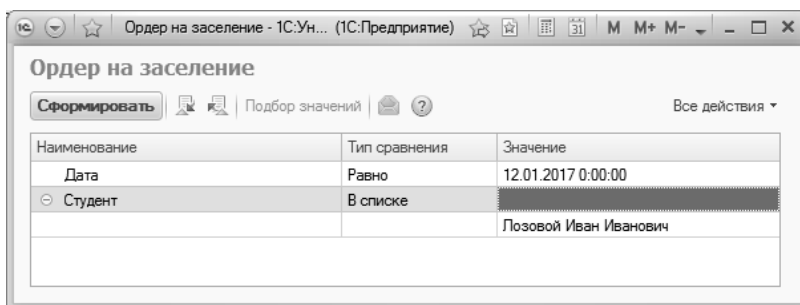 Ордер на заселение - 1С:Ун... (1С:Предприятие) 31 M M+ M-
Ордер на заселение
Сформировать Подбор значений Все действия
Наименование Тип сравнения Значение
Дата Равно 12.01.2017 0:00:00
Студент В списке
Лозовой Иван Иванович